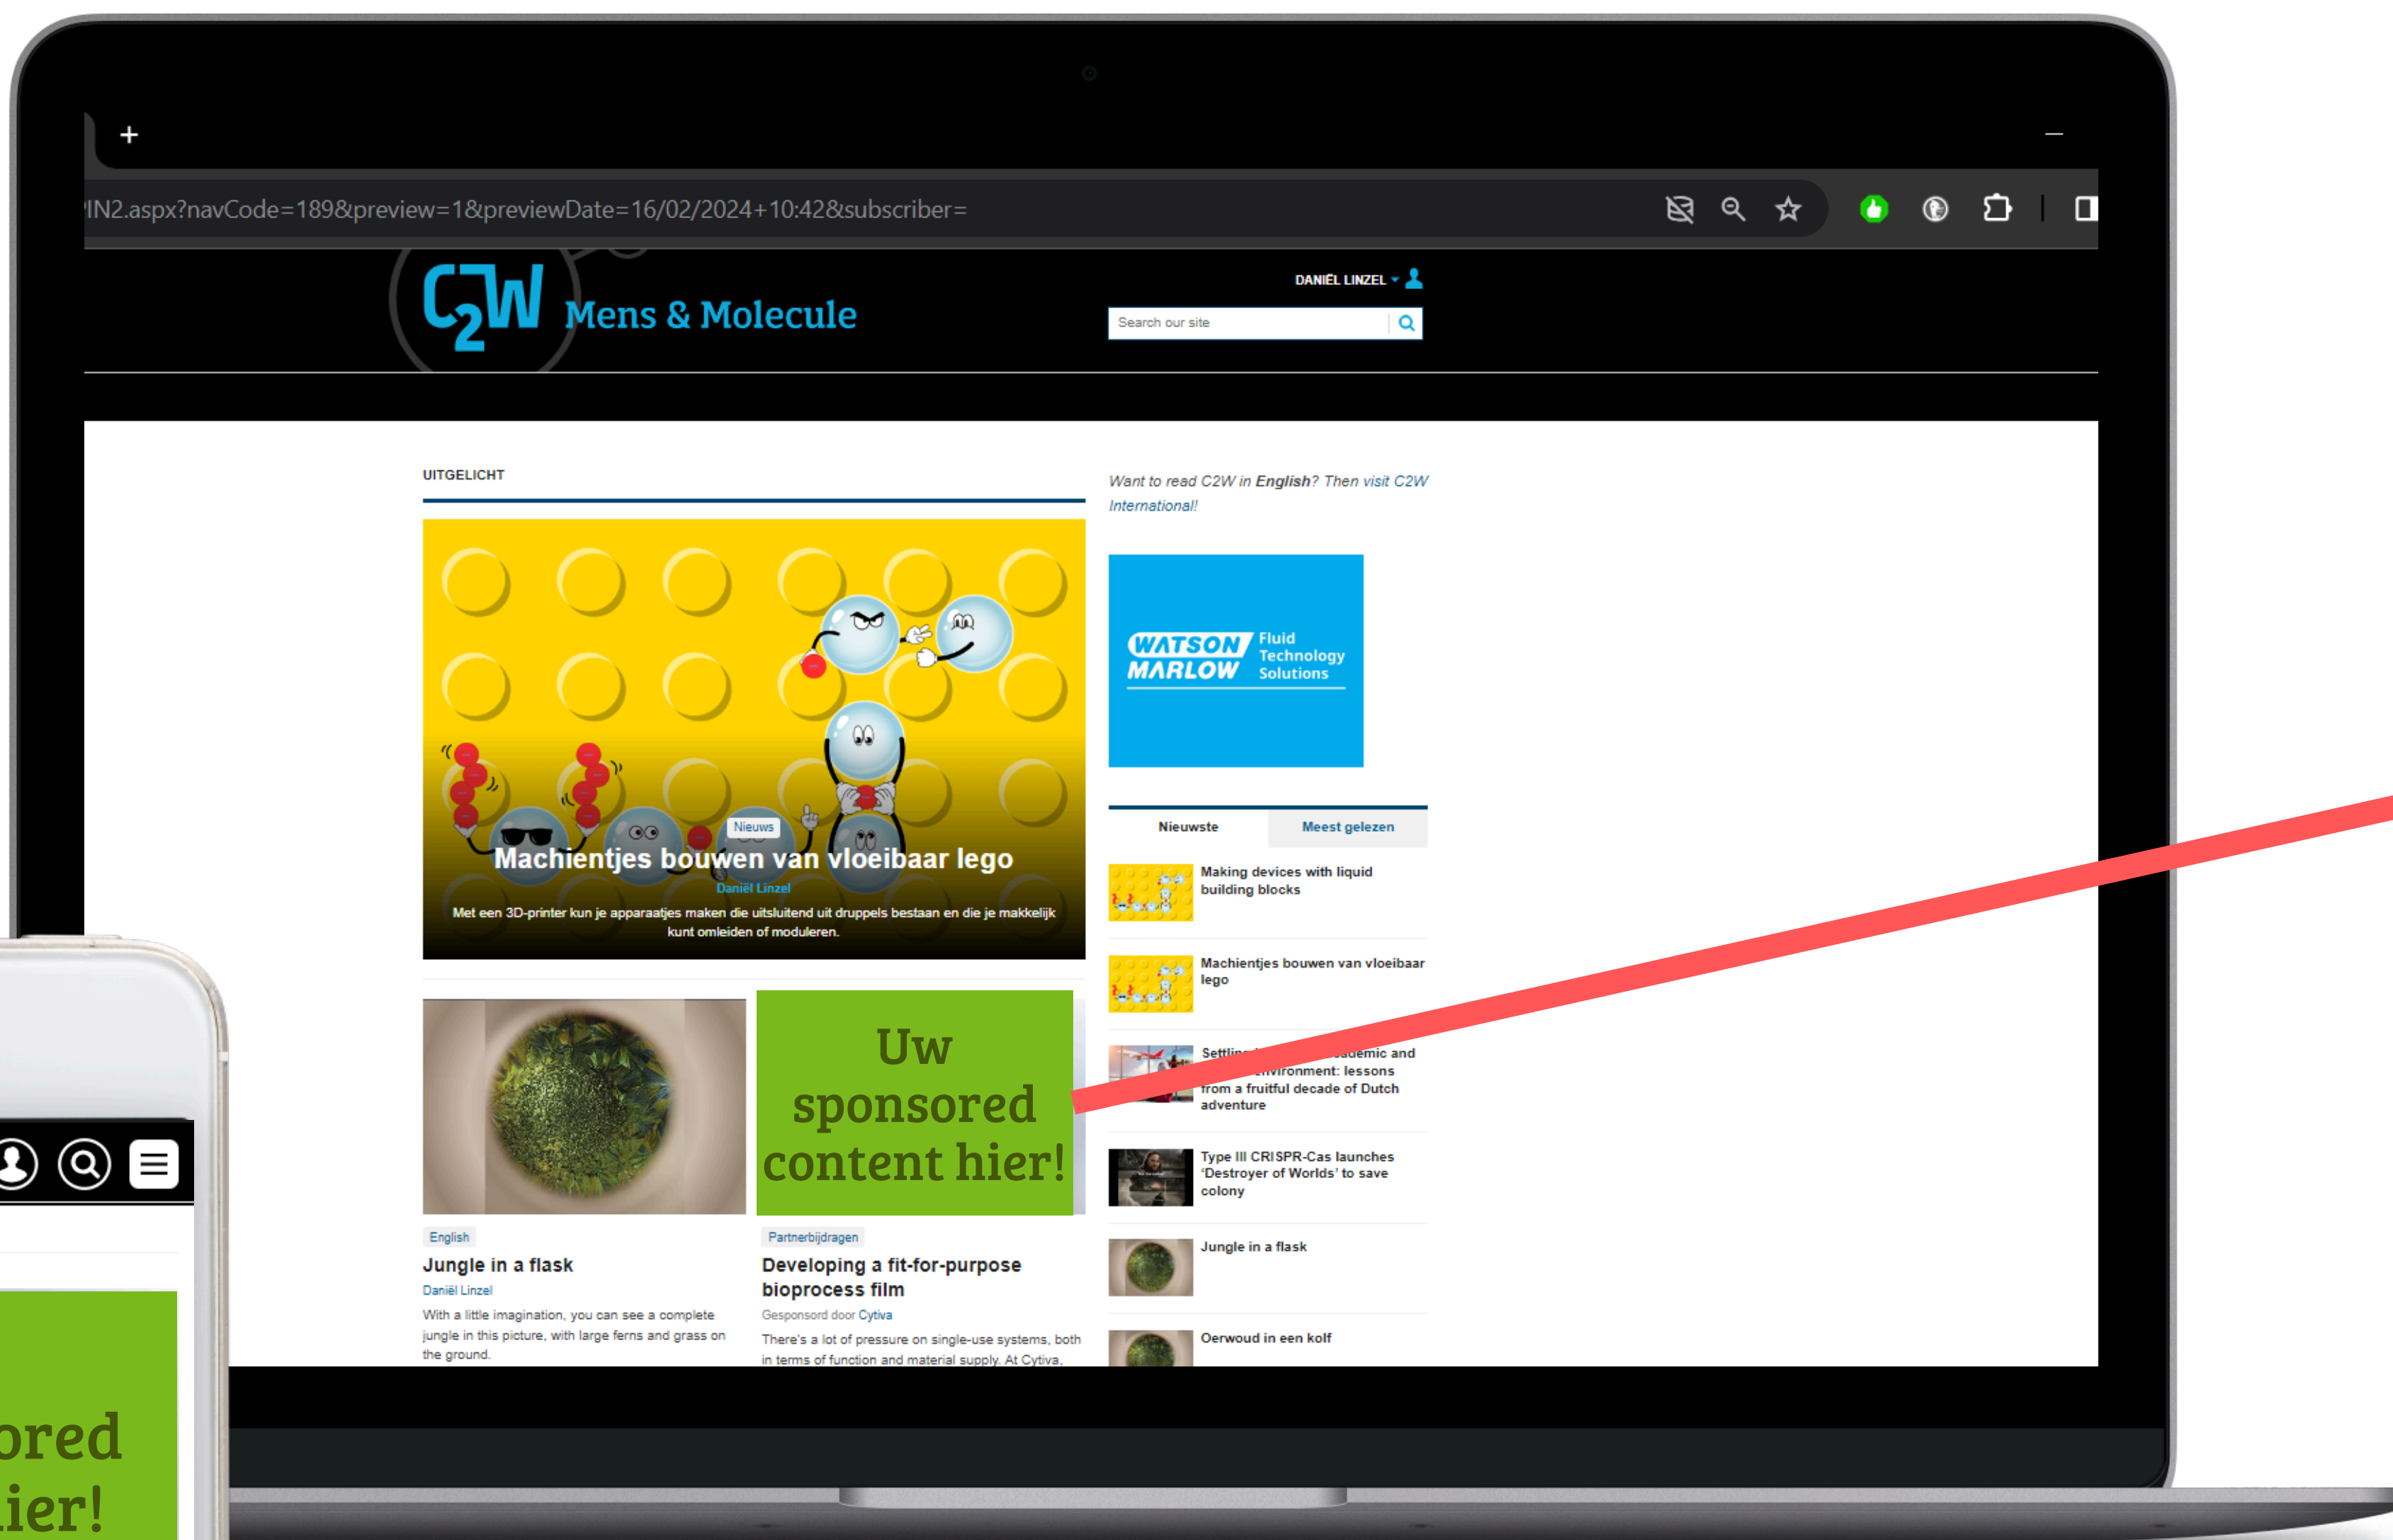 +
IN2.aspx?navCode=189&preview=1&previewDate=16/02/2024+10:42&subscriber=
C2W Mens & Molecule
DANIËL LINZEL
Search our site
UITGELICHT
Nieuws
Machientjes bouwen van vloeibaar lego
Daniël Linzel
Met een 3D-printer kun je apparaatjes maken die uitsluitend uit druppels bestaan en die je makkelijk
kunt omleiden of moduleren.
English
Jungle in a flask
Daniël Linzel
With a little imagination, you can see a complete
jungle in this picture, with large ferns and grass on
the ground.
Uw
sponsored
content hier!
Partnerbijdragen
Developing a fit-for-purpose
bioprocess film
Gesponsord door Cytiva
There's a lot of pressure on single-use systems, both
in terms of function and material supply. At Cytiva,
Want to read C2W in English? Then visit C2W
International!
WATSON
MARLOW
Fluid
Technology
Solutions
Nieuwste
Meest gelezen
Making devices with liquid
building blocks
Machientjes bouwen van vloeibaar
lego
and
lessons
from a fruitful decade of Dutch
adventure
Type III CRISPR-Cas launches
‘Destroyer of Worlds’ to save
colony
Jungle in a flask
Oerwoud in een kolf
ored
ier!